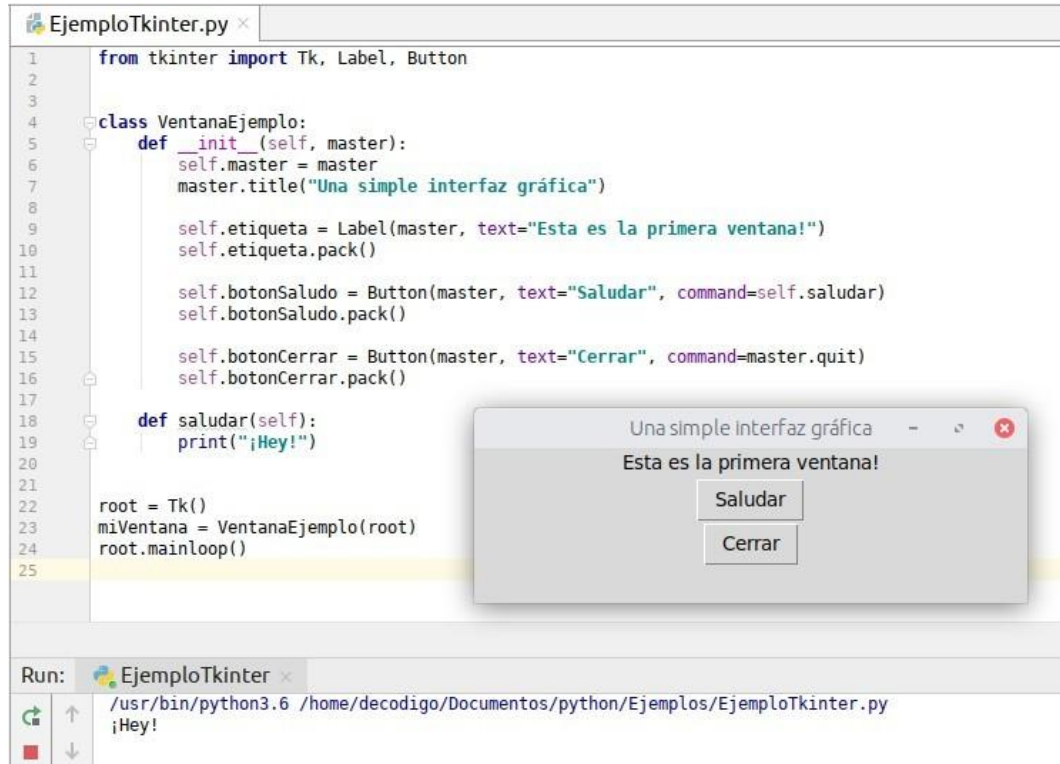 EjemploTkinter.py
1 from tkinter import Tk, Label, Button
2
3
4 class VentanaEjemplo:
5     def __init__(self, master):
6         self.master = master
7         master.title("Una simple interfaz gráfica")
8
9         self.etiqueta = Label(master, text="Esta es la primera ventana!")
10         self.etiqueta.pack()
11
12         self.botonSaludo = Button(master, text="Saludar", command=self.saludar)
13         self.botonSaludo.pack()
14
15         self.botonCerrar = Button(master, text="Cerrar", command=master.quit)
16         self.botonCerrar.pack()
17
18     def saludar(self):
19         print("¡Hey!")
20
21
22 root = Tk()
23 miVentana = VentanaEjemplo(root)
24 root.mainloop()
25
Una simple interfaz gráfica
Esta es la primera ventana!
Saludar
Cerrar
Run: EjemploTkinter
/usr/bin/python3.6 /home/decodigo/Documentos/python/Ejemplos/EjemploTkinter.py
¡Hey!